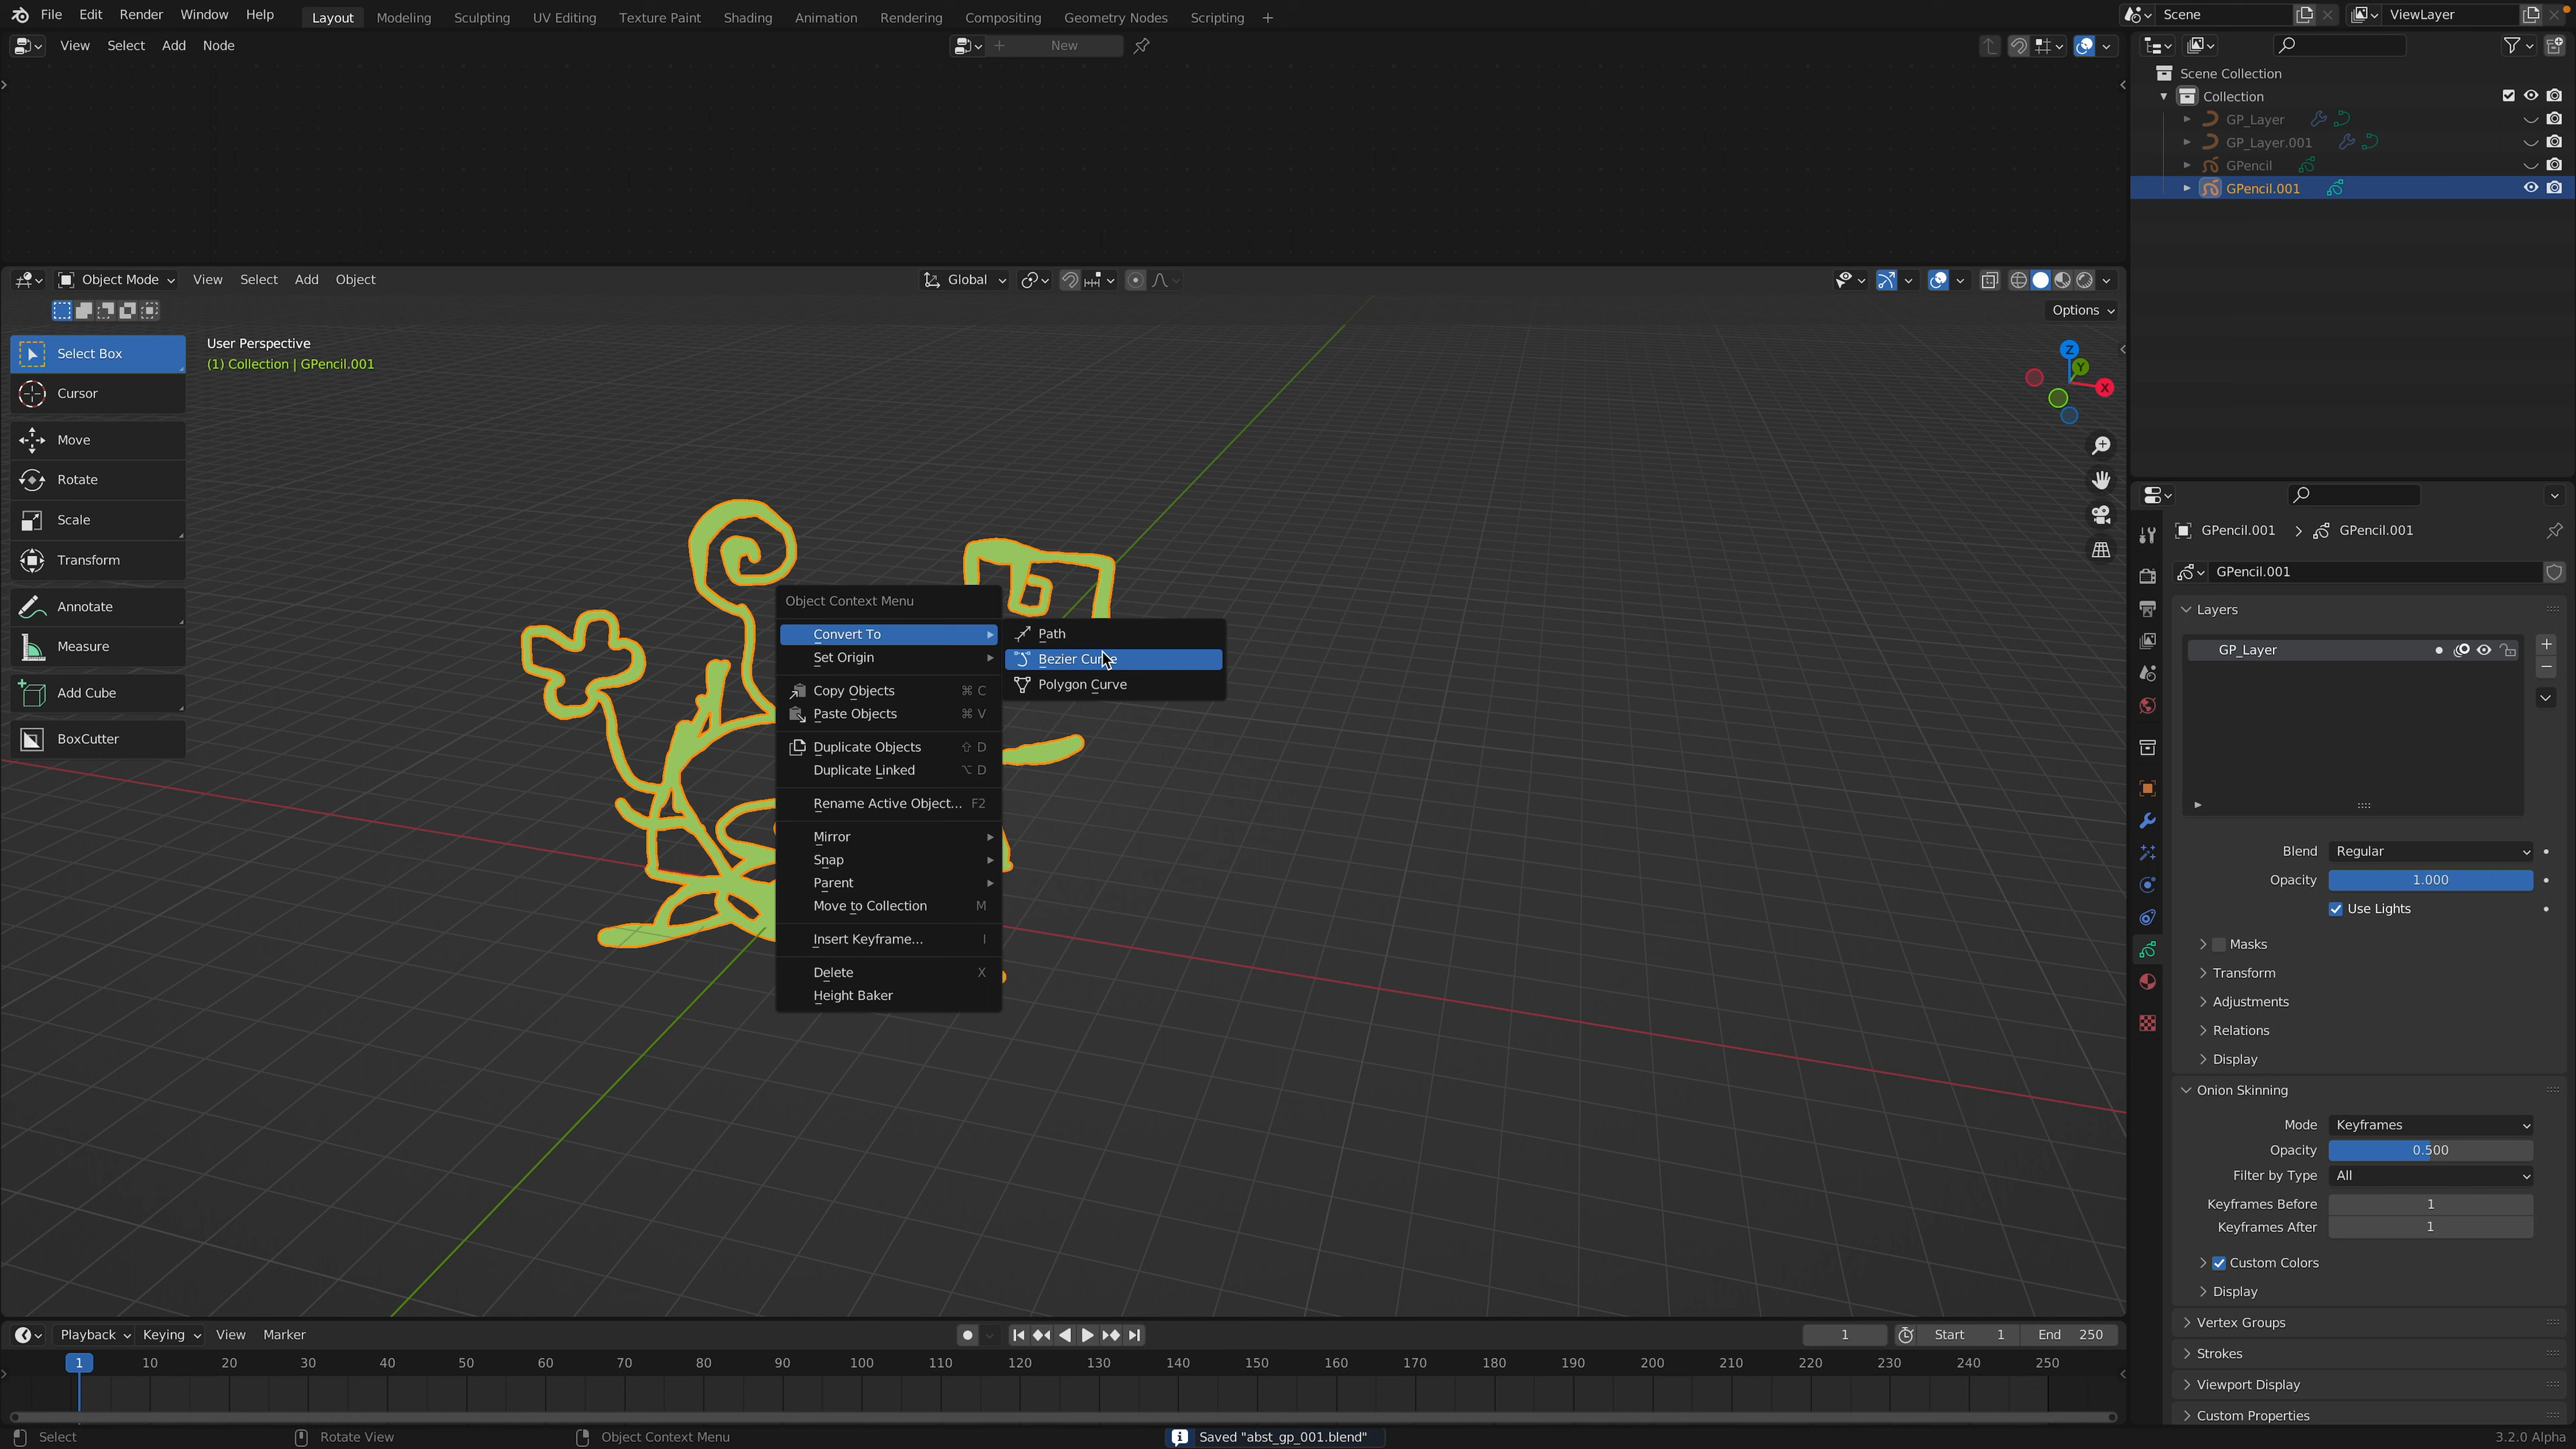 File Edit Render Window Help Layout Modeling Sculpting UV Editing Texture Paint Shading Animation Rendering Compositing Geometry Nodes Scripting + Scene ViewLayer
View Select Add Node + New
Scene Collection
Collection
GP_Layer
GP_Layer.001
GPencil
GPencil.001
Object Mode View Select Add Object Global
Options
User Perspective
(1) Collection | GPencil.001
Z
Y
X
Select Box
Cursor
Move
Rotate
Scale
Transform
Annotate
Measure
Add Cube
BoxCutter
Object Context Menu
Convert To
Set Origin
Copy Objects ⌘ C
Paste Objects ⌘ V
Duplicate Objects ⇧ D
Duplicate Linked ⌥ D
Rename Active Object... F2
Mirror
Snap
Parent
Move to Collection M
Insert Keyframe... I
Delete X
Height Baker
Path
Bezier Curve
Polygon Curve
GPencil.001 > GPencil.001
GPencil.001
Layers
GP_Layer
Blend Regular
Opacity 1.000
Use Lights
Masks
Transform
Adjustments
Relations
Display
Onion Skinning
Mode Keyframes
Opacity 0.500
Filter by Type All
Keyframes Before 1
Keyframes After 1
Custom Colors
Display
Vertex Groups
Strokes
Viewport Display
Custom Properties
Playback Keying View Marker 1 Start 1 End 250
1 10 20 30 40 50 60 70 80 90 100 110 120 130 140 150 160 170 180 190 200 210 220 230 240 250
Select Rotate View Object Context Menu Saved "abst_gp_001.blend" 3.2.0 Alpha